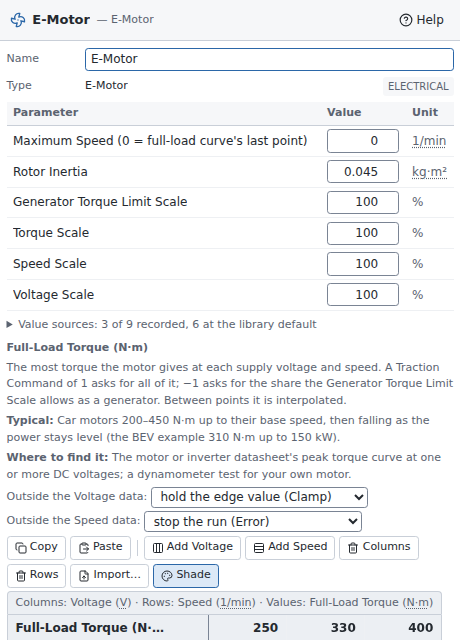 E-Motor — E-Motor Help
Name E-Motor
Type E-Motor ELECTRICAL
Parameter Value Unit
Maximum Speed (0 = full-load curve's last point) 0 1/min
Rotor Inertia 0.045 kg·m²
Generator Torque Limit Scale 100 %
Torque Scale 100 %
Speed Scale 100 %
Voltage Scale 100 %
Value sources: 3 of 9 recorded, 6 at the library default
Full-Load Torque (N·m)
The most torque the motor gives at each supply voltage and speed. A Traction
Command of 1 asks for all of it; −1 asks for the share the Generator Torque Limit
Scale allows as a generator. Between points it is interpolated.
Typical: Car motors 200–450 N·m up to their base speed, then falling as the
power stays level (the BEV example 310 N·m up to 150 kW).
Where to find it: The motor or inverter datasheet's peak torque curve at one
or more DC voltages; a dynamometer test for your own motor.
Outside the Voltage data: hold the edge value (Clamp)
Outside the Speed data: stop the run (Error)
Copy Paste Add Voltage Add Speed Columns
Rows Import... Shade
Columns: Voltage (V) · Rows: Speed (1/min) · Values: Full-Load Torque (N·m)
Full-Load Torque (N·... 250 330 400